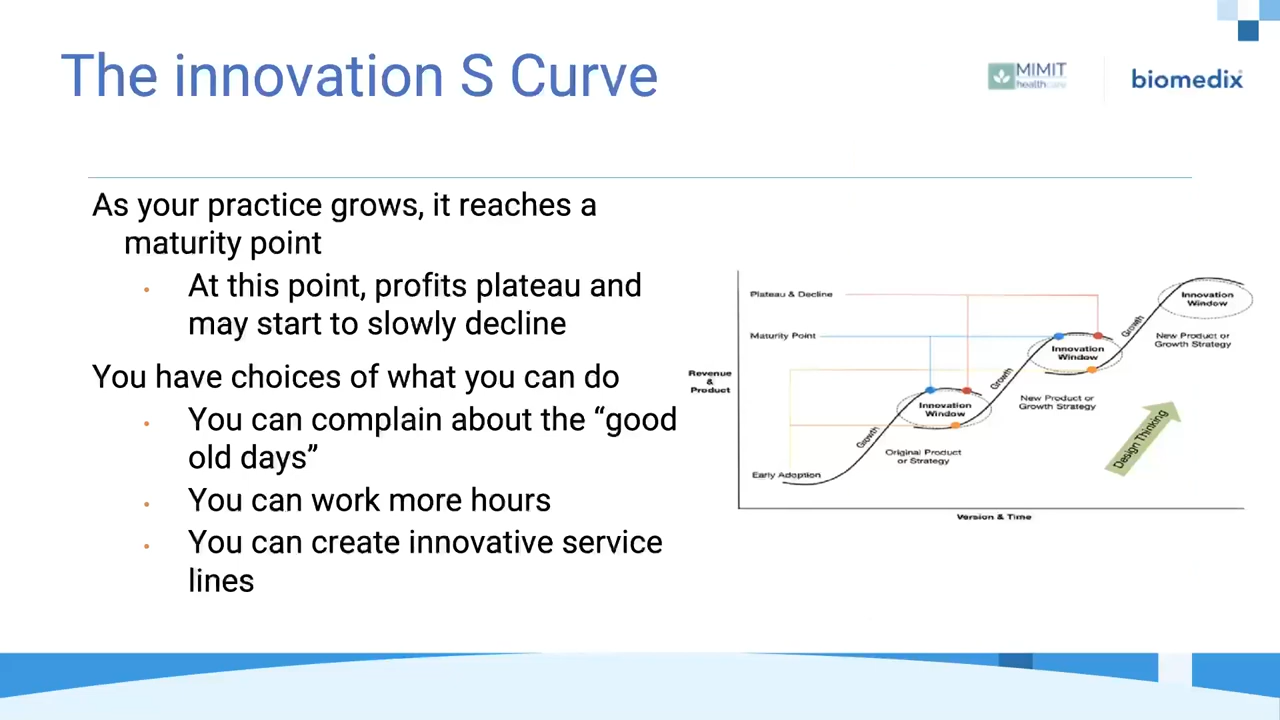 The innovation S Curve
MIMIT
healthcare
biomedix
As your practice grows, it reaches a
maturity point
• At this point, profits plateau and
may start to slowly decline
You have choices of what you can do
• You can complain about the “good
old days”
• You can work more hours
• You can create innovative service
lines
Revenue
&
Product
Plateau & Decline
Maturity Point
Early Adoption
Growth
Innovation
Window
Original Product
or Strategy
Growth
Innovation
Window
New Product or
Growth Strategy
Growth
Innovation
Window
New Product or
Growth Strategy
Design Thinking
Version & Time